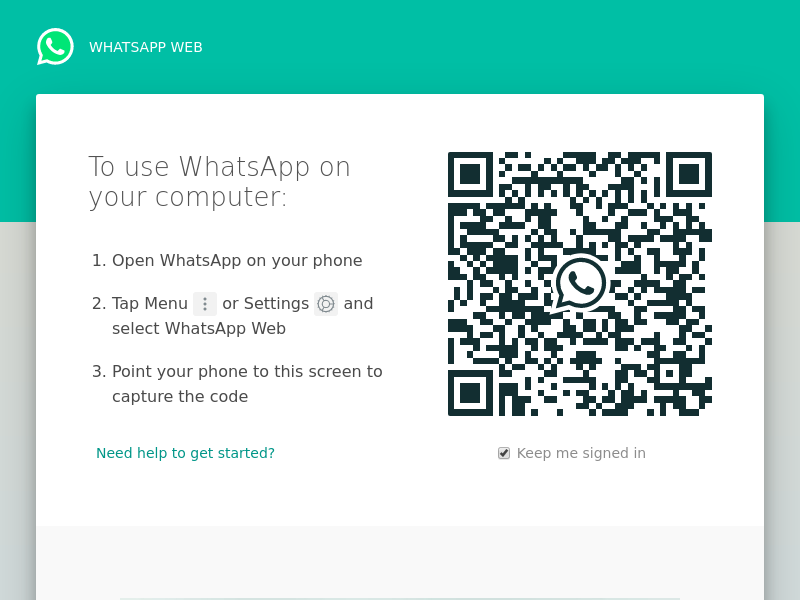 WHATSAPP WEB
To use WhatsApp on
your computer:
1. Open WhatsApp on your phone
2. Tap Menu or Settings and
select WhatsApp Web
3. Point your phone to this screen to
capture the code
Need help to get started?
Keep me signed in